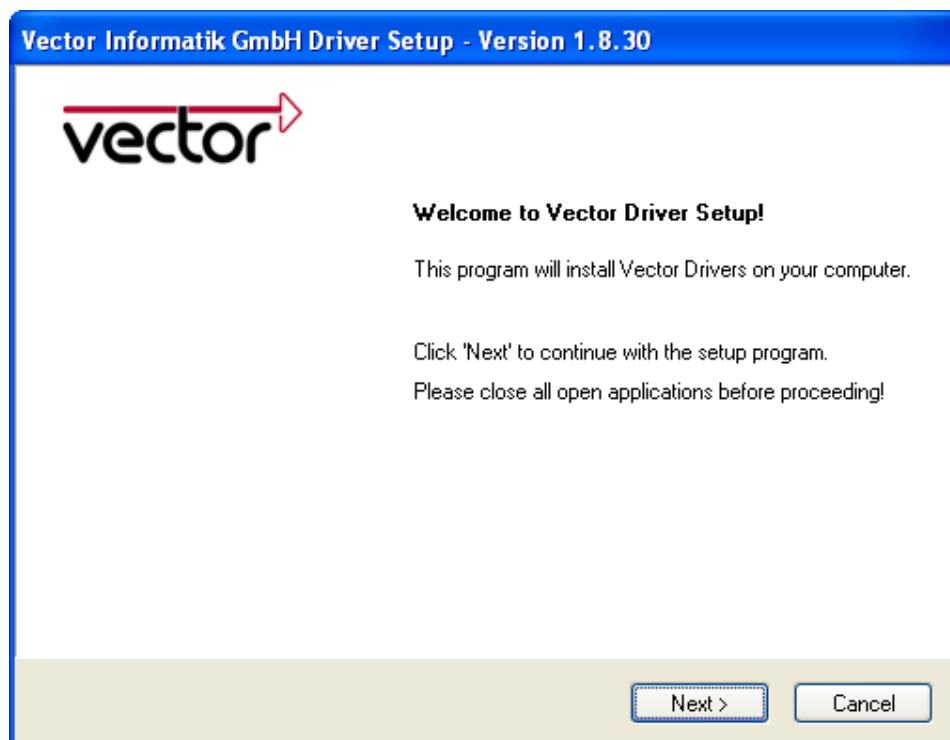 Vector Informatik GmbH Driver Setup - Version 1.8.30
vector
Welcome to Vector Driver Setup!
This program will install Vector Drivers on your computer.
Click 'Next' to continue with the setup program.
Please close all open applications before proceeding!
Next >
Cancel